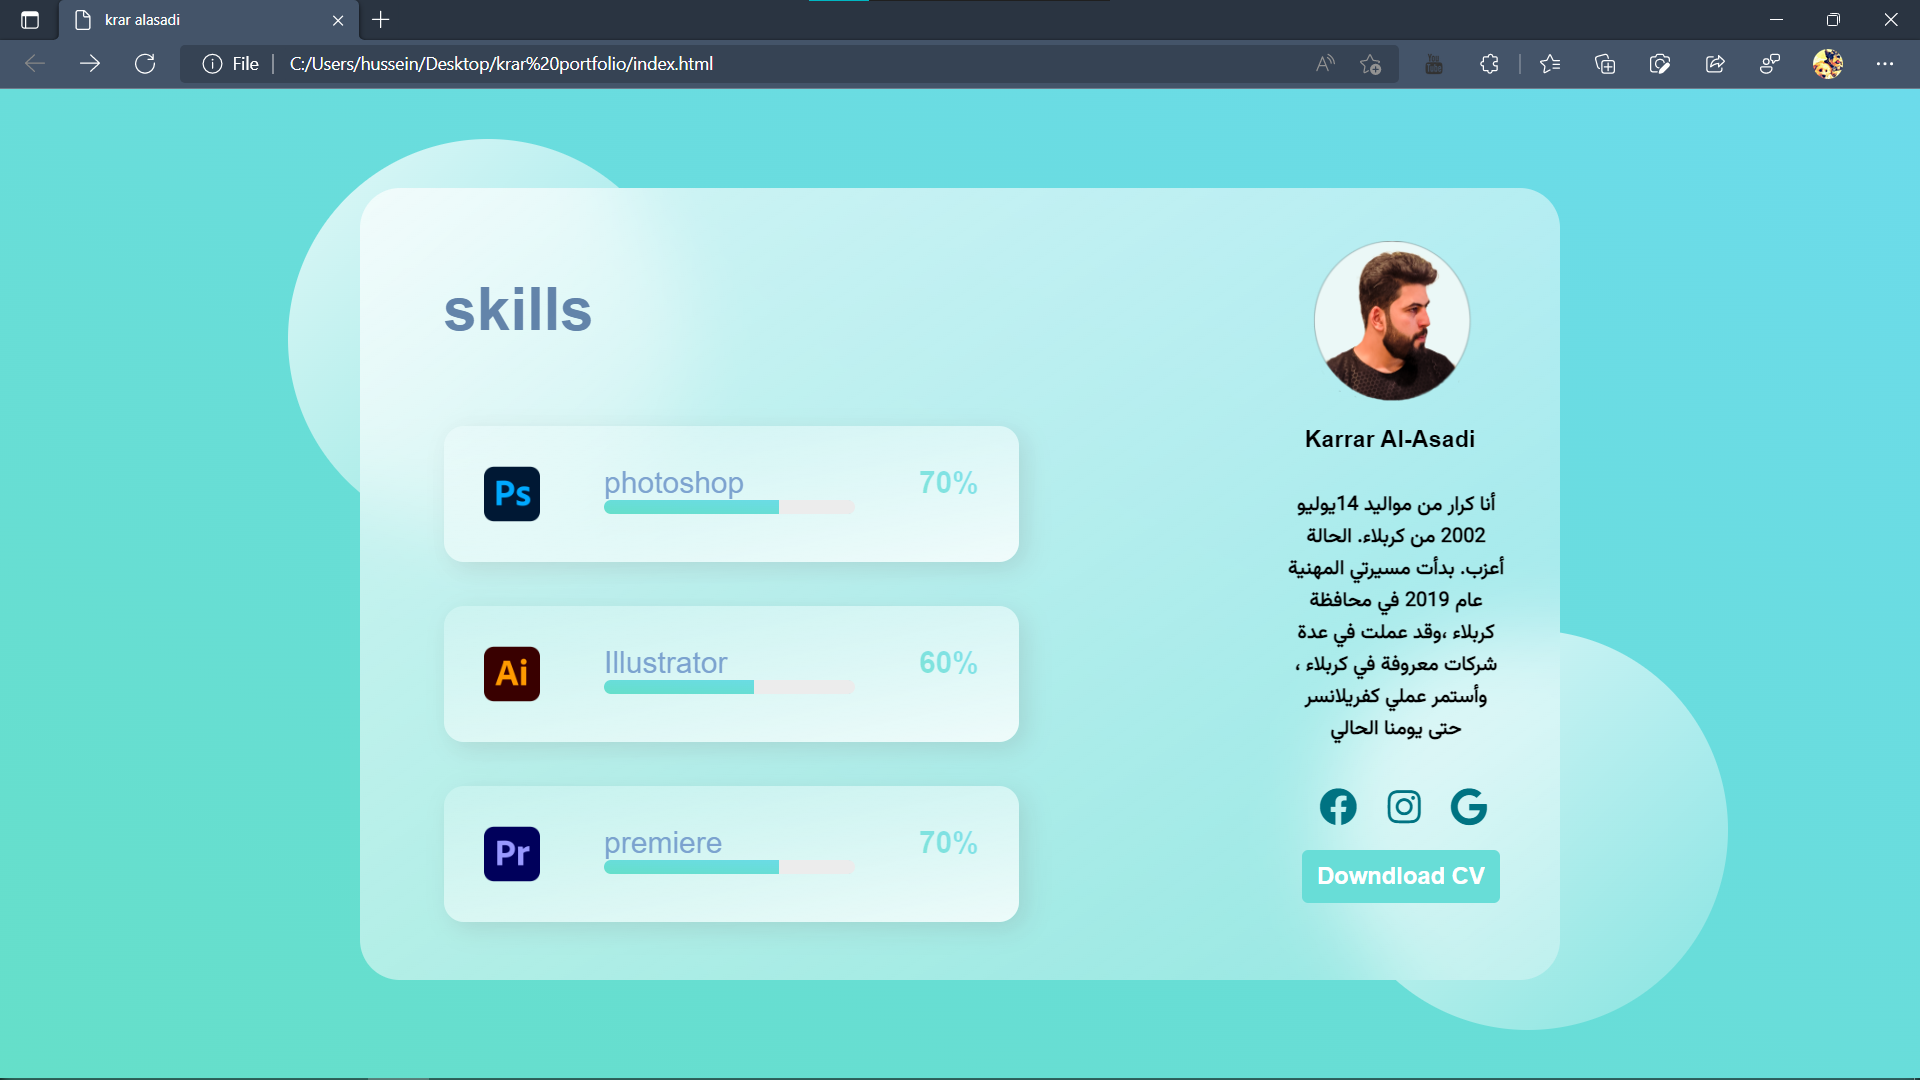 krar alasadi
File
C:/Users/hussein/Desktop/krar%20portfolio/index.html
skills
Ps
photoshop
70%
Ai
Illustrator
60%
Pr
premiere
70%
Karrar Al-Asadi
أنا كرار من مواليد 14يوليو
2002 من كربلاء. الحالة
أعزب. بدأت مسيرتي المهنية
عام 2019 في محافظة
كربلاء ،وقد عملت في عدة
شركات معروفة في كربلاء ،
وأستمر عملي كفريلانسر
حتى يومنا الحالي
Downdload CV